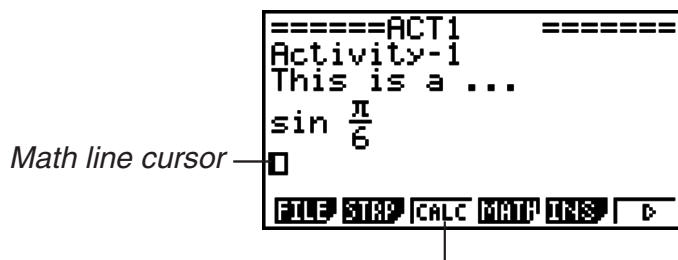 ======ACT1 =======
Activity-1
This is a ...
sin π/6
Math line cursor
FILE STRP CALC MATH INS ▷